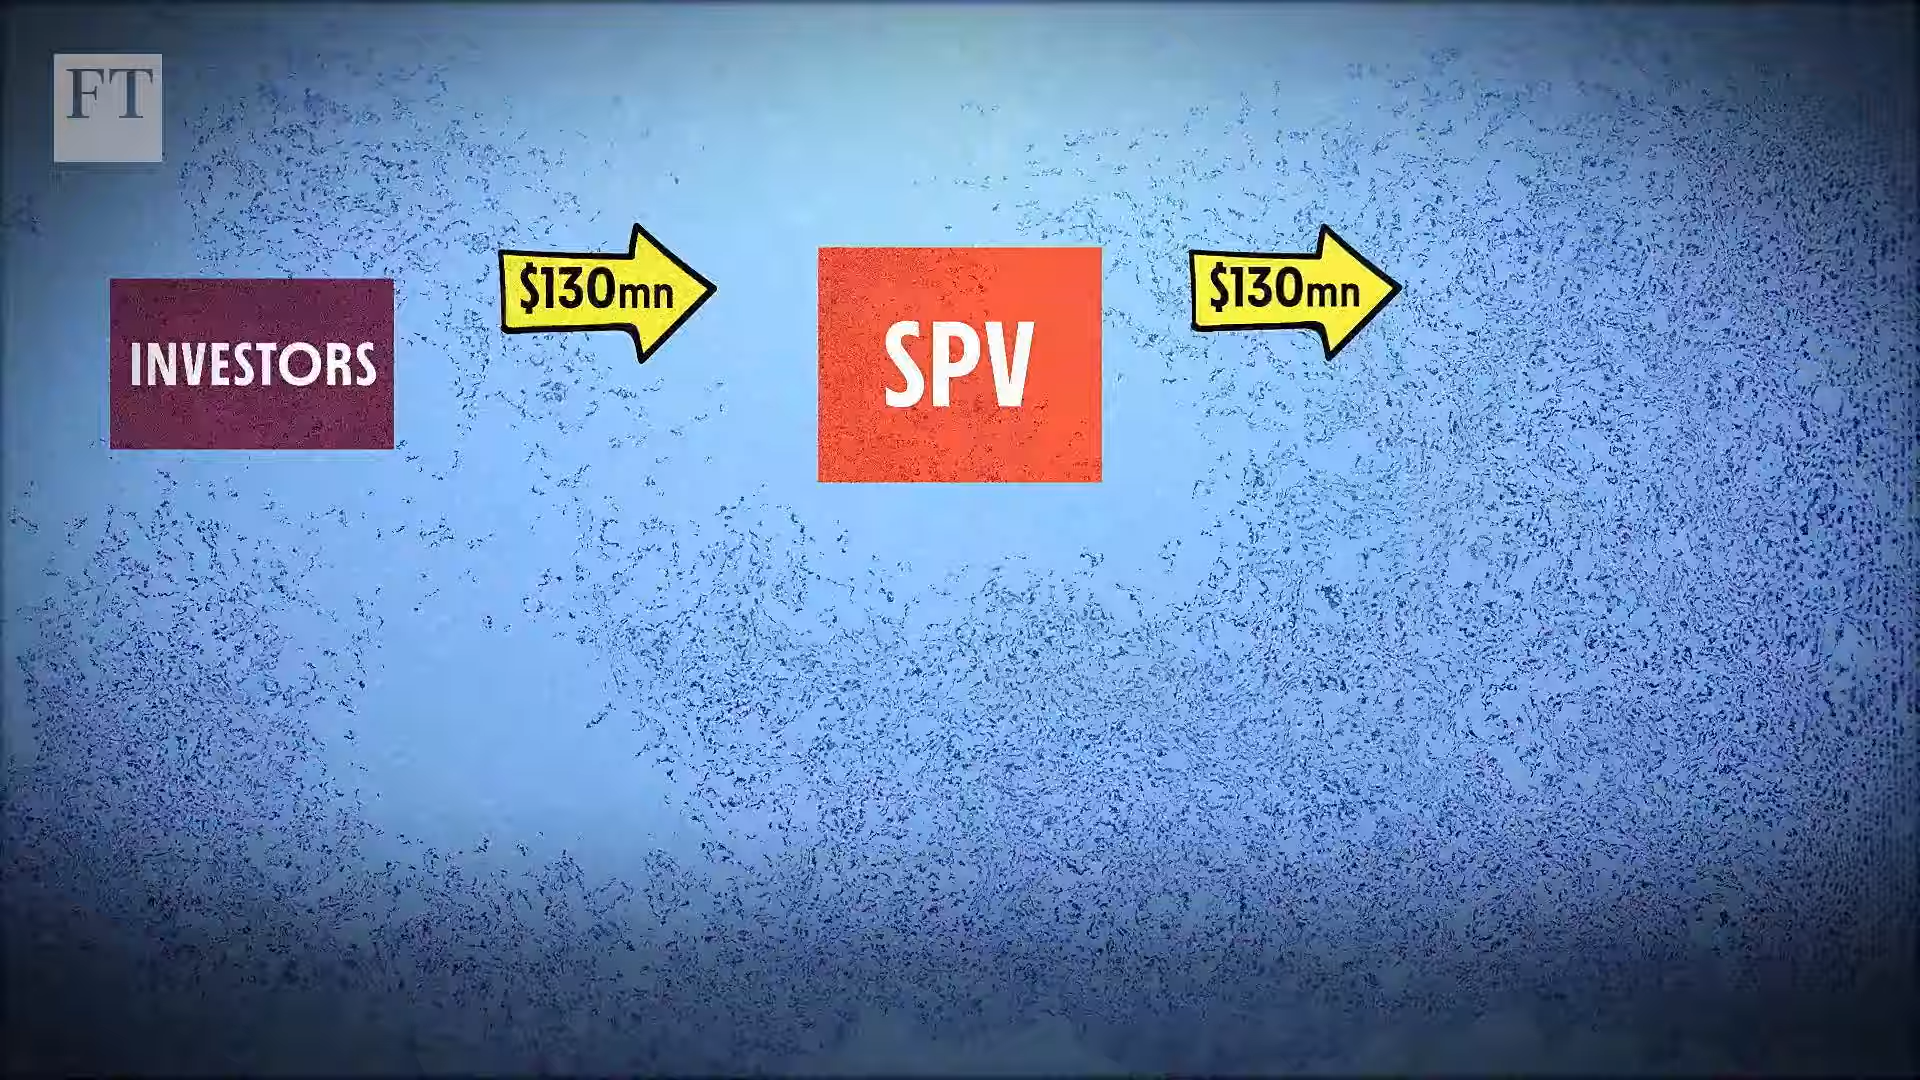 FT
$130mn
$130mn
INVESTORS
SPV